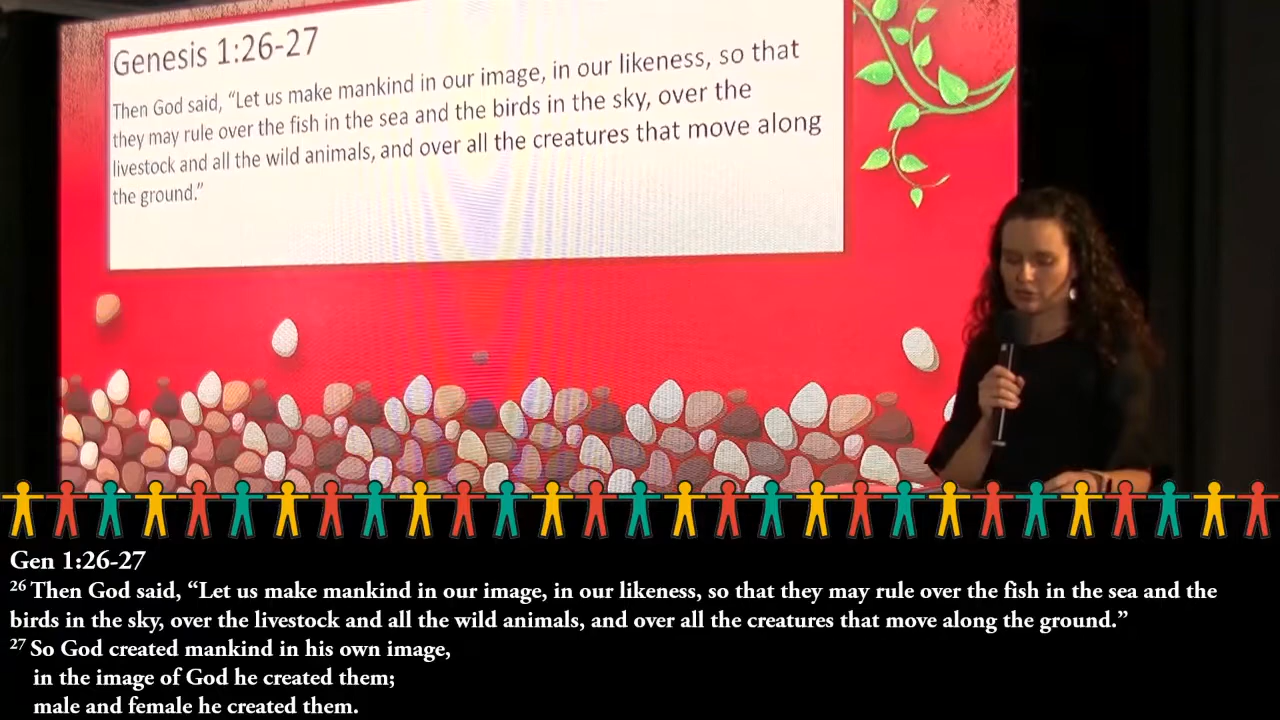 Genesis 1:26-27
Then God said, “Let us make mankind in our image, in our likeness, so that
they may rule over the fish in the sea and the birds in the sky, over the
livestock and all the wild animals, and over all the creatures that move along
the ground.”
Gen 1:26-27
26 Then God said, “Let us make mankind in our image, in our likeness, so that they may rule over the fish in the sea and the
birds in the sky, over the livestock and all the wild animals, and over all the creatures that move along the ground.”
27 So God created mankind in his own image,
in the image of God he created them;
male and female he created them.